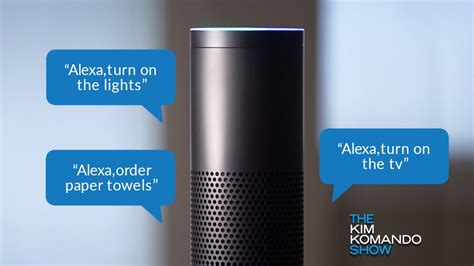 “Alexa,turn on
the lights”
“Alexa,order
paper towels”
“Alexa,turn on
the tv”
THE
KIM
KOMANDO
SHOW